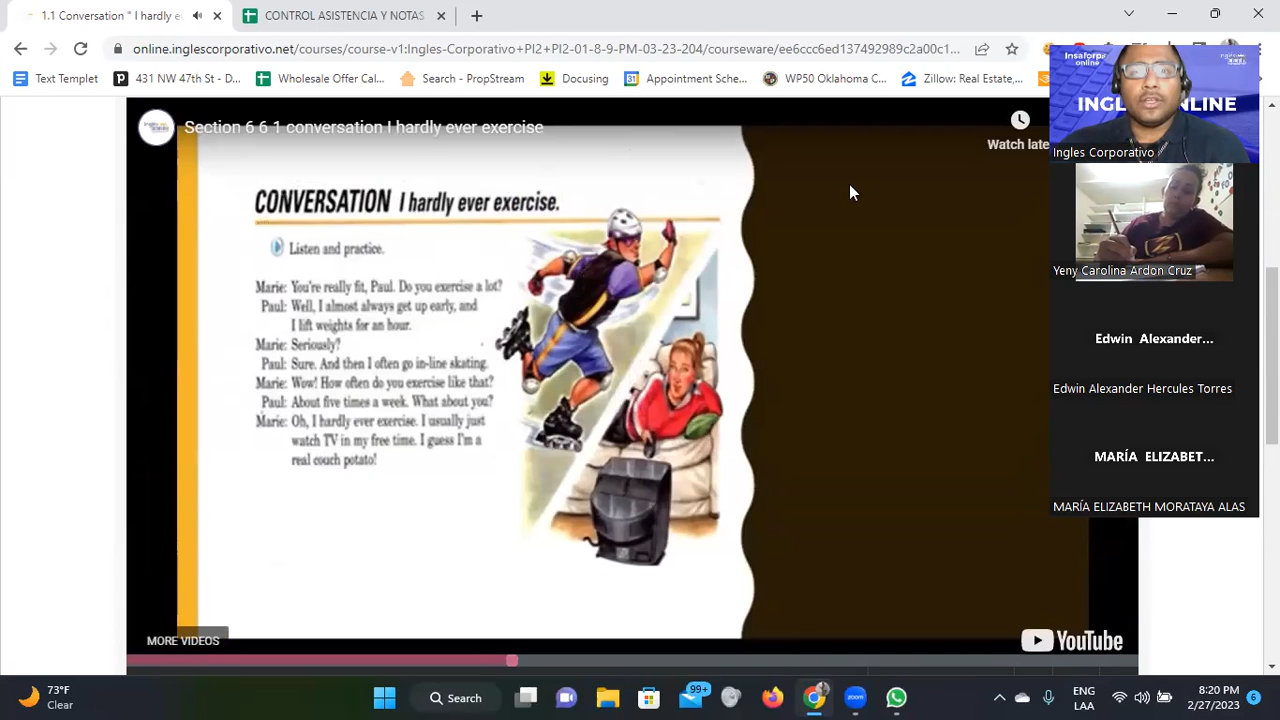 1.1 Conversation " I hardly e
CONTROL ASISTENCIA Y NOTAS
online.inglescorporativo.net/courses/course-v1:Ingles-Corporativo+PI2+PI2-01-8-9-PM-03-23-204/courseware/ee6ccc6ed137492989c2a00c1...
Text Templet
431 NW 47th St - D...
Wholesale Offer Cal...
Search - PropStream
Docusing
Appointment Sche...
WP50 Oklahoma C...
Zillow: Real Estate,...
Section 6 6 1 conversation I hardly ever exercise
Watch late
CONVERSATION I hardly ever exercise.
Listen and practice.
Marie: You're really fit, Paul. Do you exercise a lot?
Paul: Well, I almost always get up early, and
I lift weights for an hour.
Marie: Seriously?
Paul: Sure. And then I often go in-line skating.
Marie: Wow! How often do you exercise like that?
Paul: About five times a week. What about you?
Marie: Oh, I hardly ever exercise. I usually just
watch TV in my free time. I guess I'm a
real couch potato!
MORE VIDEOS
YouTube
Insaforp
online
INGL ONLINE
Ingles Corporativo
Yeny Carolina Ardon Cruz
Edwin Alexander...
Edwin Alexander Hercules Torres
MARÍA ELIZABET...
MARÍA ELIZABETH MORATAYA ALAS
73°F
Clear
Search
99+
zoom
ENG
LAA
8:20 PM
2/27/2023
6